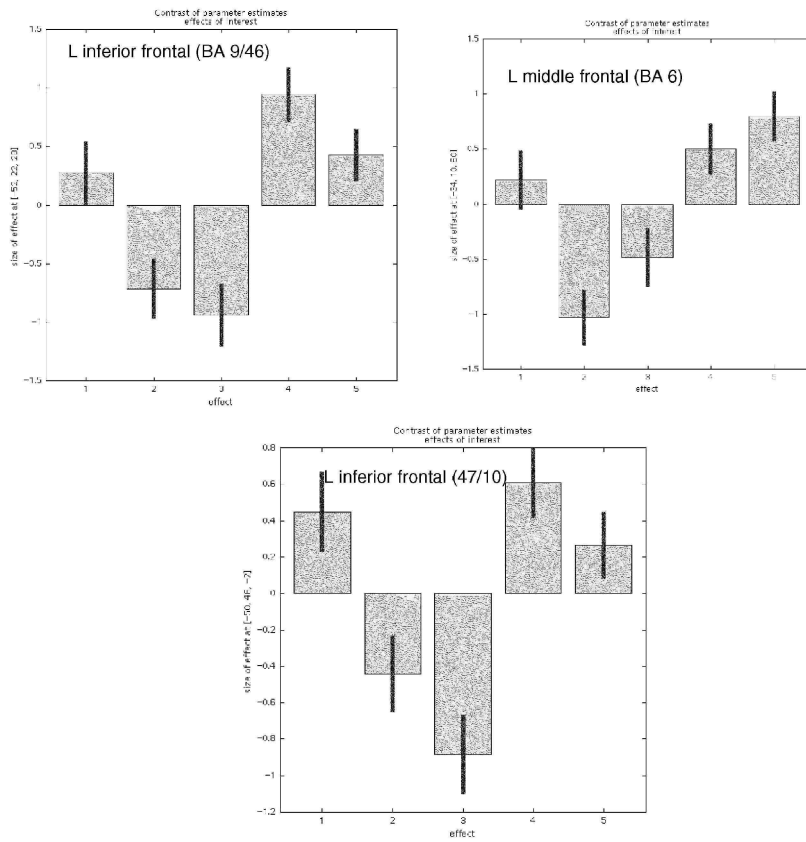 Contrast of parameter estimates
effects of interest
L inferior frontal (BA 9/46)
size of effect at [-52, 22, 28]
1.5
1
0.5
0
−0.5
−1
−1.5
1 2 3 4 5
effect
Contrast of parameter estimates
effects of interest
L middle frontal (BA 6)
1.5
1
0.5
0
−0.5
−1
−1.5
size of effect at
1 2 3 4 5
effect
Contrast of parameter estimates
effects of interest
L inferior frontal (47/10)
size of effect at [-50, 46, -2]
0.8
0.6
0.4
0.2
0
−0.2
−0.4
−0.6
−0.8
−1
−1.2
1 2 3 4 5
effect